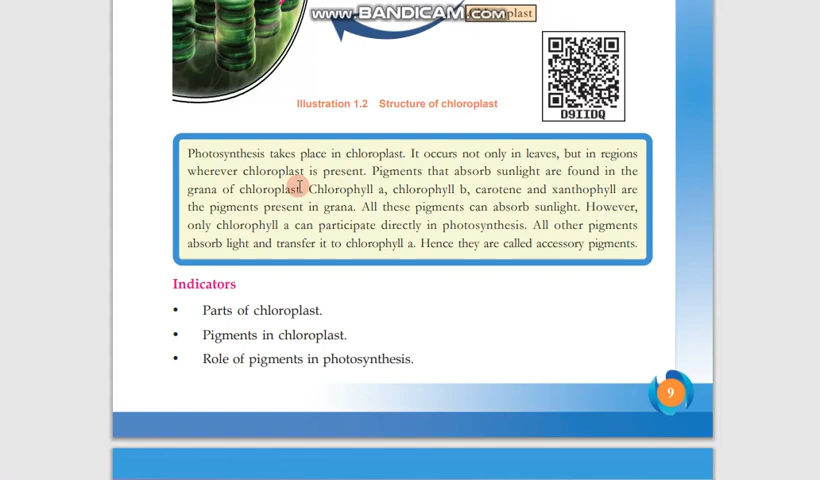 www.BANDICAM.com
plast
D9IIDQ
Illustration 1.2 Structure of chloroplast
Photosynthesis takes place in chloroplast. It occurs not only in leaves, but in regions
wherever chloroplast is present. Pigments that absorb sunlight are found in the
grana of chloroplast. Chlorophyll a, chlorophyll b, carotene and xanthophyll are
the pigments present in grana. All these pigments can absorb sunlight. However,
only chlorophyll a can participate directly in photosynthesis. All other pigments
absorb light and transfer it to chlorophyll a. Hence they are called accessory pigments.
Indicators
• Parts of chloroplast.
• Pigments in chloroplast.
• Role of pigments in photosynthesis.
9